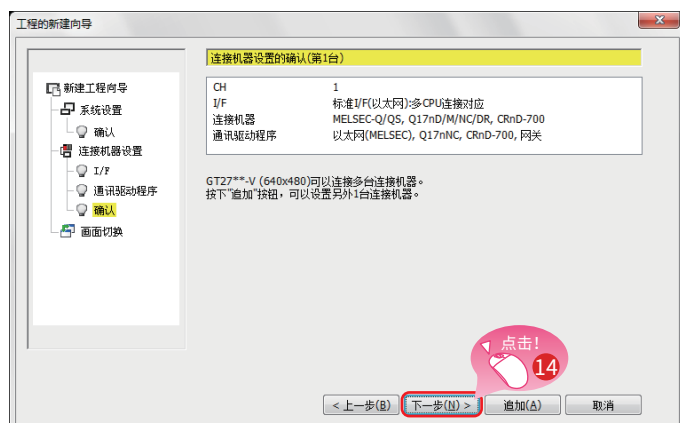 工程的新建向导
连接机器设置的确认(第1台)
新建工程向导
系统设置
确认
连接机器设置
I/F
通讯驱动程序
确认
画面切换
CH 1
I/F 标准I/F(以太网):多CPU连接对应
连接机器 MELSEC-Q/QS, Q17nD/M/NC/DR, CRnD-700
通讯驱动程序 以太网(MELSEC), Q17nNC, CRnD-700, 网关
GT27**-V (640x480)可以连接多台连接机器。
按下"追加"按钮，可以设置另外1台连接机器。
点击!
14
< 上一步(B) 下一步(N) > 追加(A) 取消